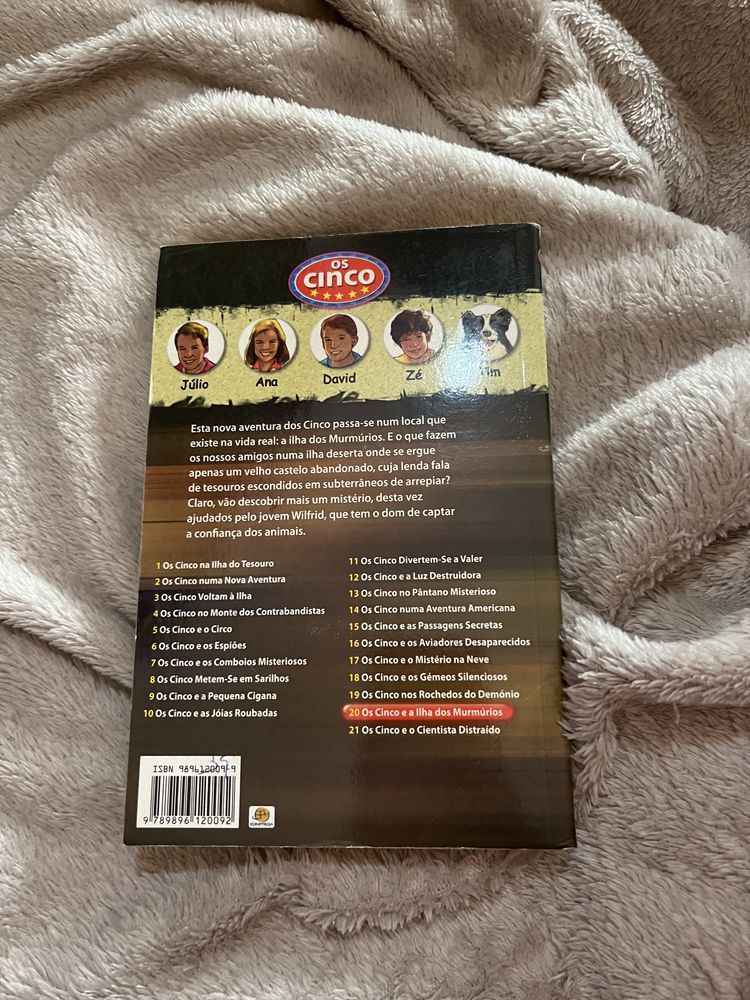 OS
CINCO
Júlio Ana David Zé Tim
Esta nova aventura dos Cinco passa-se num local que
existe na vida real: a ilha dos Murmúrios. E o que fazem
os nossos amigos numa ilha deserta onde se ergue
apenas um velho castelo abandonado, cuja lenda fala
de tesouros escondidos em subterrâneos de arrepiar?
Claro, vão descobrir mais um mistério, desta vez
ajudados pelo jovem Wilfrid, que tem o dom de captar
a confiança dos animais.
1 Os Cinco na Ilha do Tesouro
2 Os Cinco numa Nova Aventura
3 Os Cinco Voltam à Ilha
4 Os Cinco no Monte dos Contrabandistas
5 Os Cinco e o Circo
6 Os Cinco e os Espiões
7 Os Cinco e os Comboios Misteriosos
8 Os Cinco Metem-Se em Sarilhos
9 Os Cinco e a Pequena Cigana
10 Os Cinco e as Jóias Roubadas
11 Os Cinco Divertem-Se a Valer
12 Os Cinco e a Luz Destruidora
13 Os Cinco no Pântano Misterioso
14 Os Cinco numa Aventura Americana
15 Os Cinco e as Passagens Secretas
16 Os Cinco e os Aviadores Desaparecidos
17 Os Cinco e o Mistério na Neve
18 Os Cinco e os Gémeos Silenciosos
19 Os Cinco nos Rochedos do Demónio
20 Os Cinco e a Ilha dos Murmúrios
21 Os Cinco e o Cientista Distraído
ISBN 989612009-9
9 789896 120092